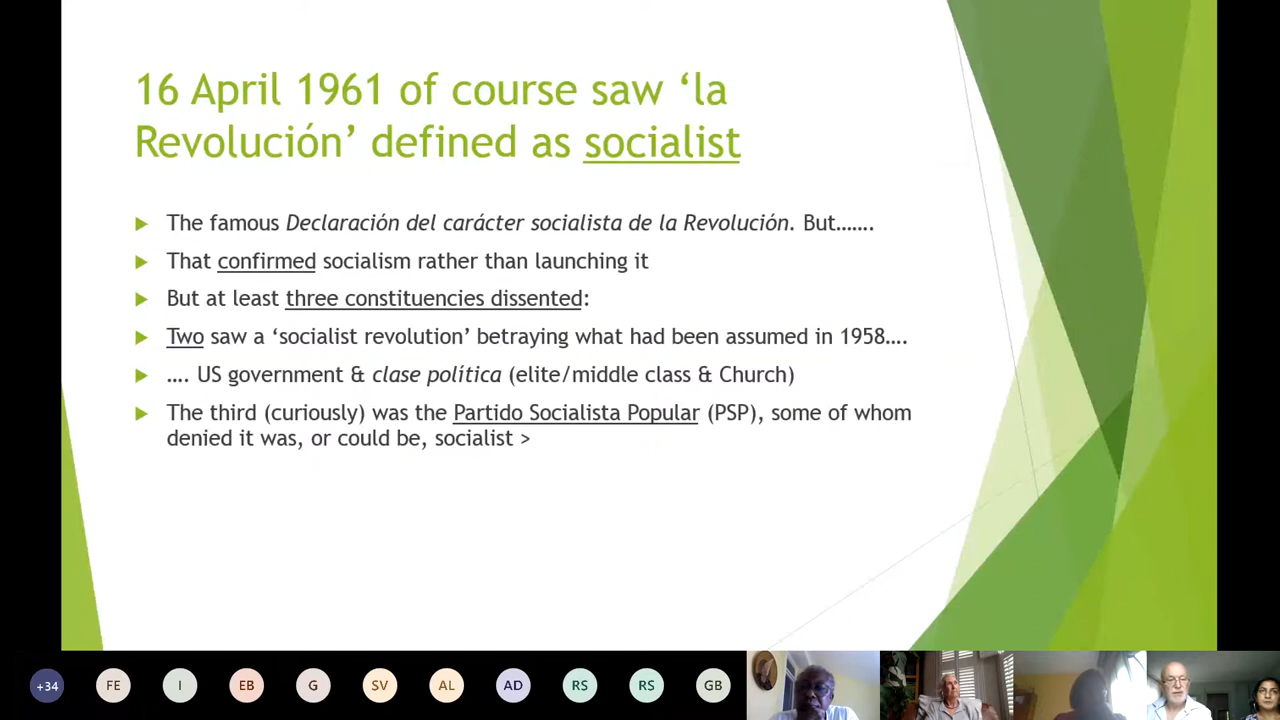 16 April 1961 of course saw ‘la
Revolución’ defined as socialist
The famous Declaración del carácter socialista de la Revolución. But…….
That confirmed socialism rather than launching it
But at least three constituencies dissented:
Two saw a ‘socialist revolution’ betraying what had been assumed in 1958….
…. US government & clase política (elite/middle class & Church)
The third (curiously) was the Partido Socialista Popular (PSP), some of whom
denied it was, or could be, socialist >
+34 FE I EB G SV AL AD RS RS GB